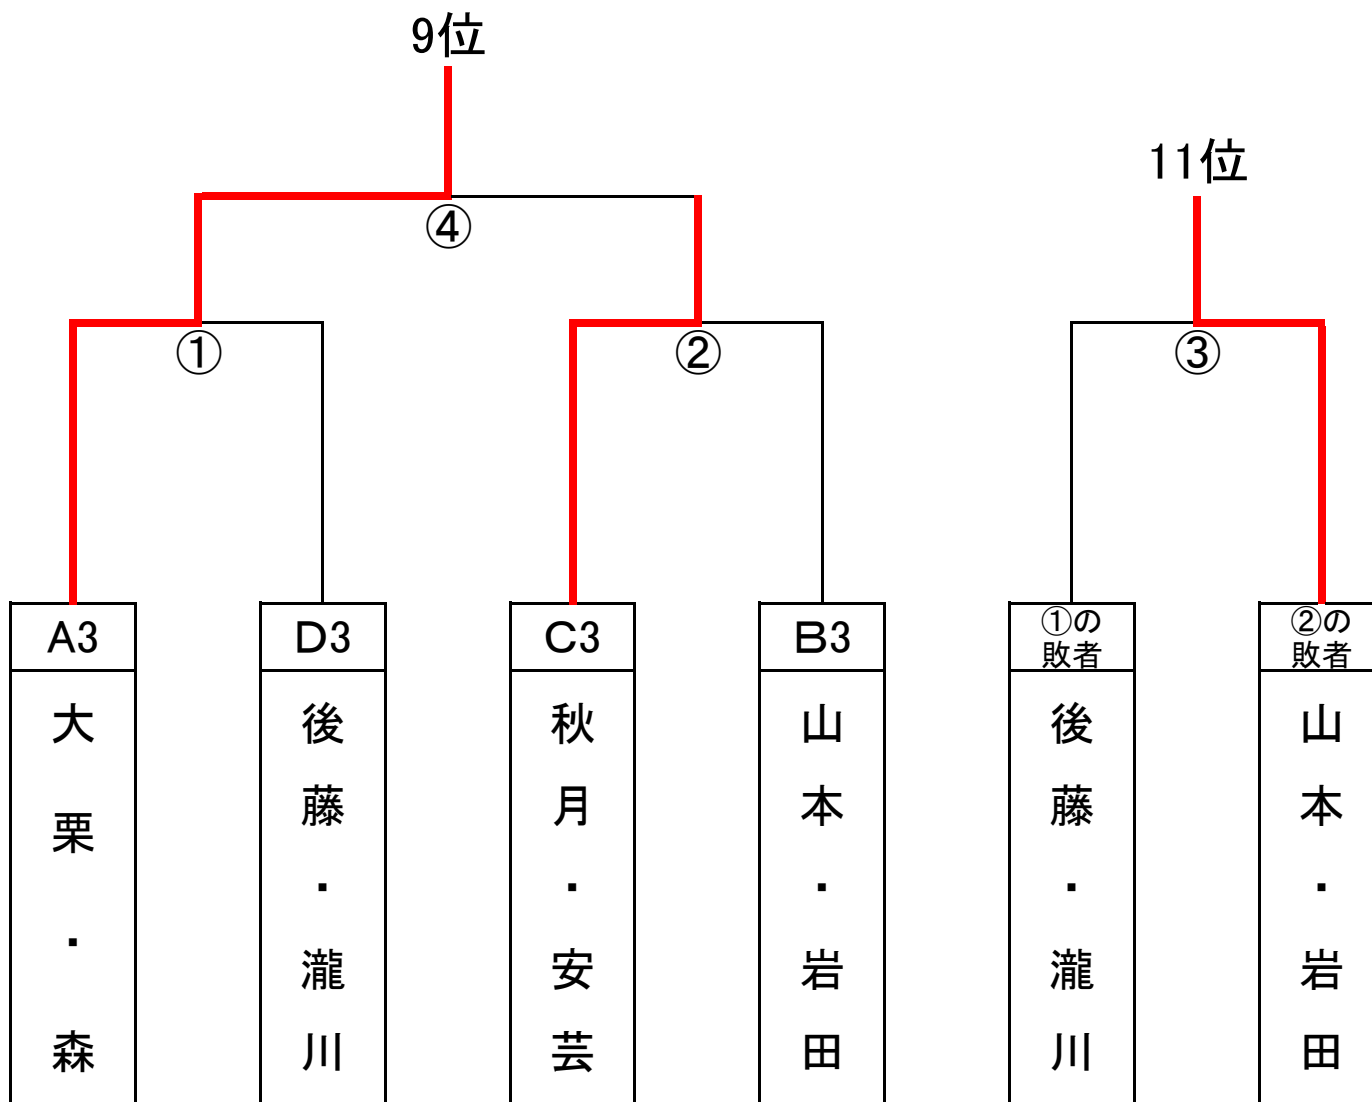 9位
11位
④
①
②
③
A3
D3
C3
B3
①の
敗者
②の
敗者
大栗・森
後藤・瀧川
秋月・安芸
山本・岩田
後藤・瀧川
山本・岩田